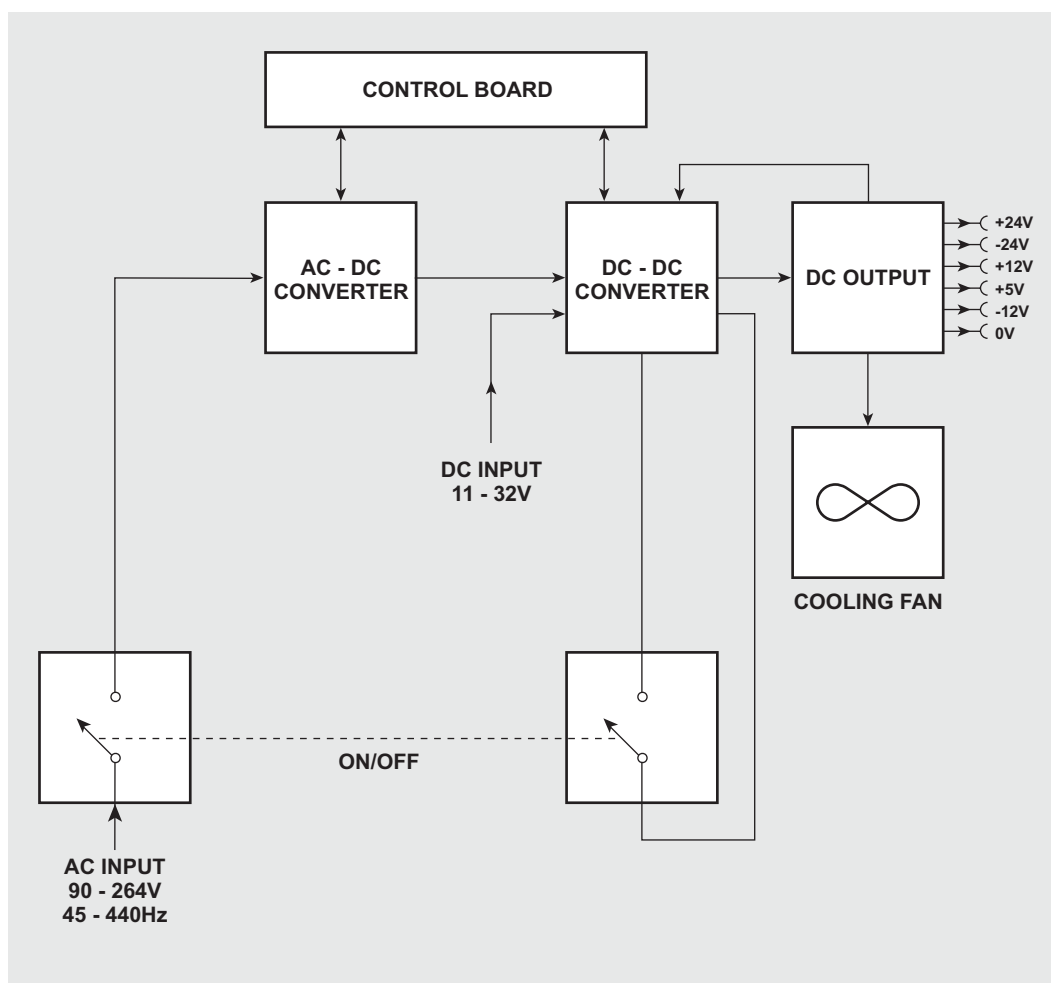 CONTROL BOARD
AC - DC
CONVERTER
DC - DC
CONVERTER
DC OUTPUT
+24V
-24V
+12V
+5V
-12V
0V
DC INPUT
11 - 32V
COOLING FAN
ON/OFF
AC INPUT
90 - 264V
45 - 440Hz